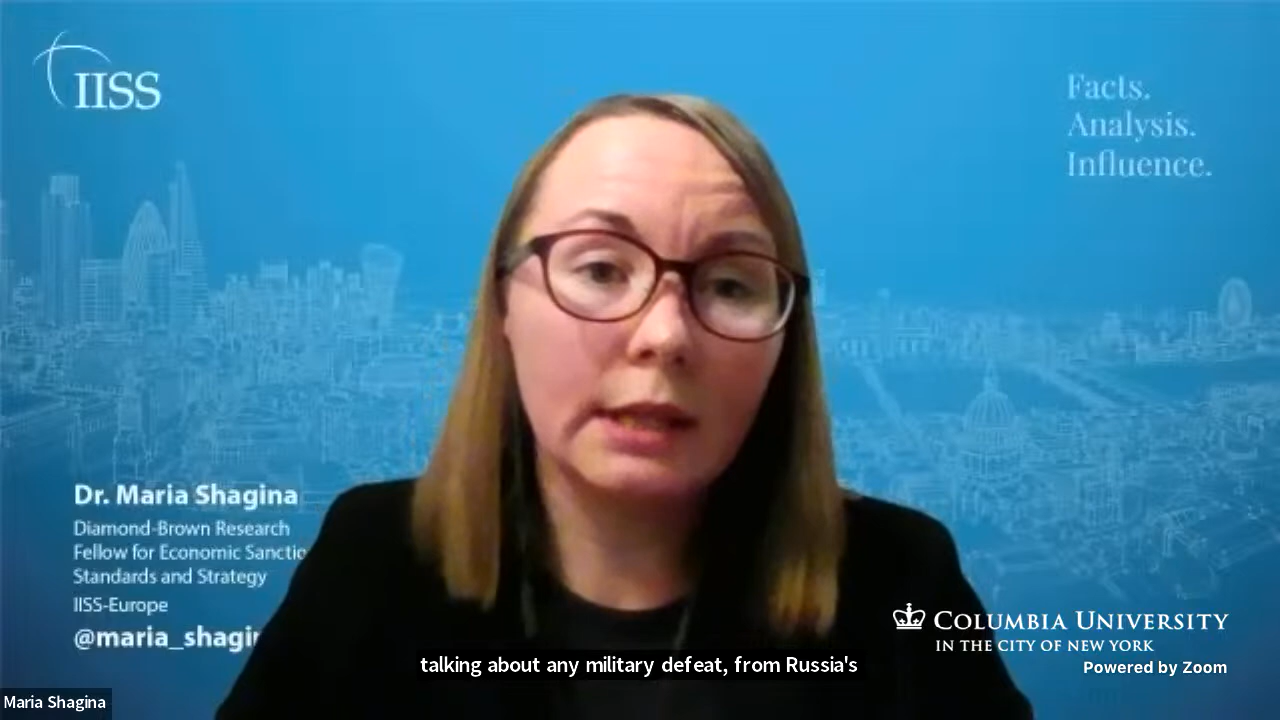 IISS
Facts.
Analysis.
Influence.
Dr. Maria Shagina
Diamond-Brown Research
Fellow for Economic Sanctio
Standards and Strategy
IISS-Europe
@maria_shagin
COLUMBIA UNIVERSITY
IN THE CITY OF NEW YORK
Powered by Zoom
talking about any military defeat, from Russia's
Maria Shagina